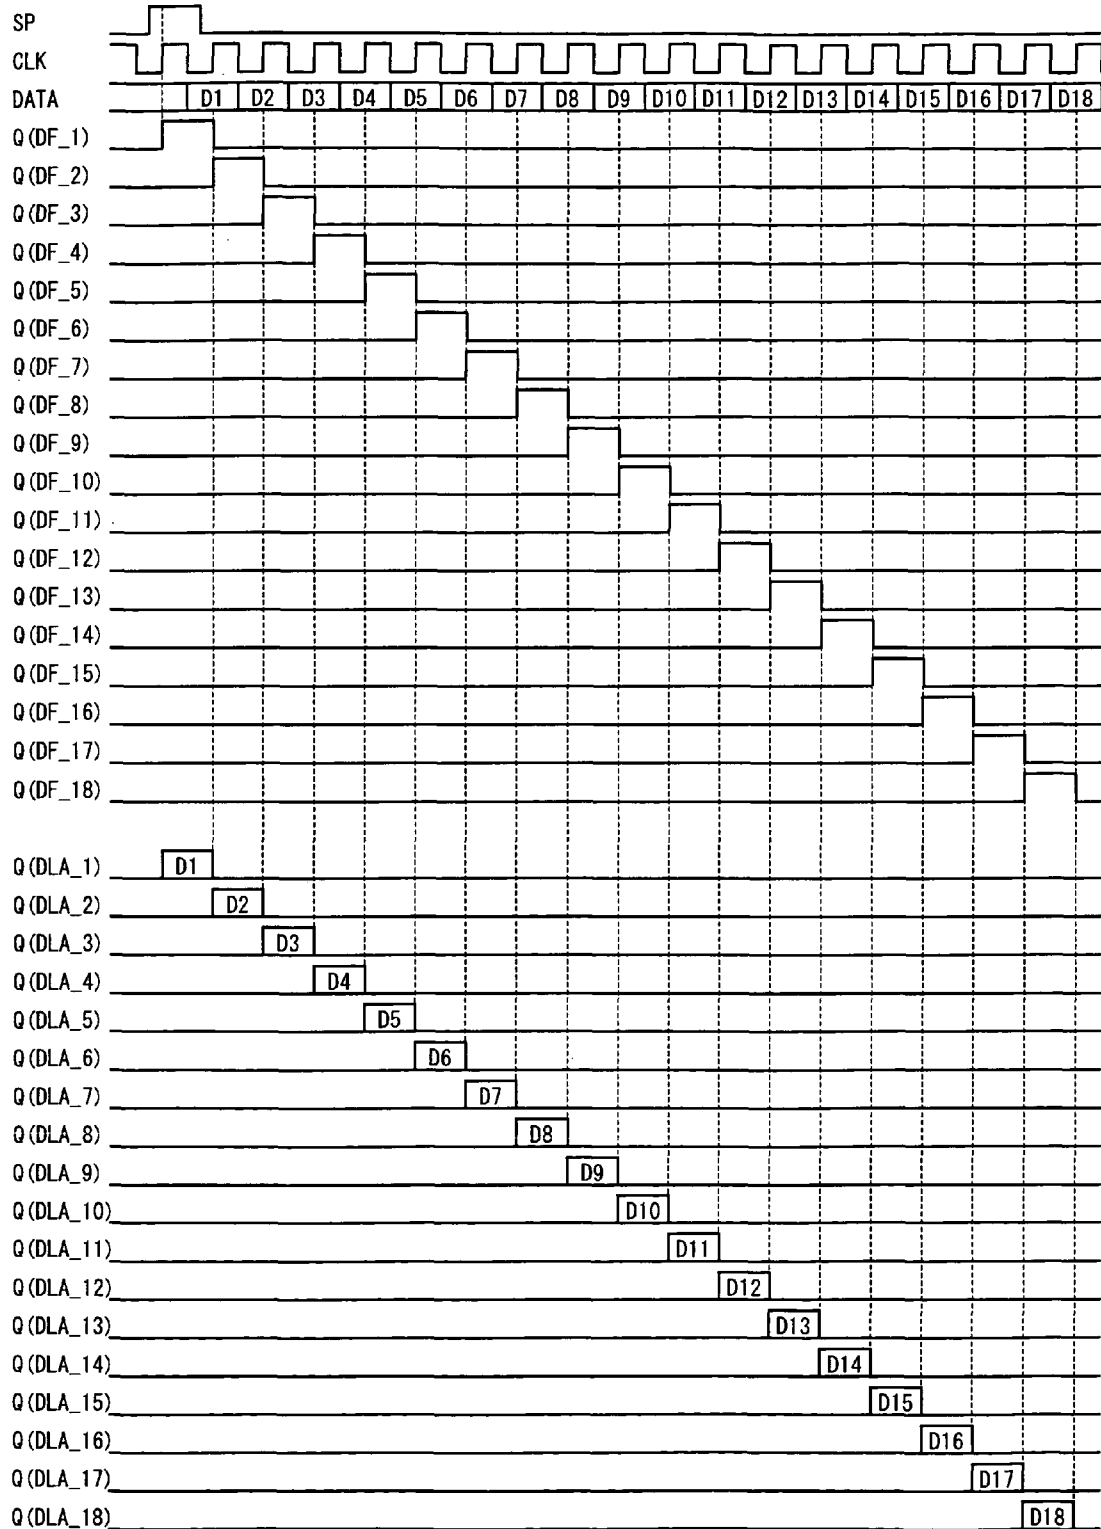 SP
CLK
DATA D1 D2 D3 D4 D5 D6 D7 D8 D9 D10 D11 D12 D13 D14 D15 D16 D17 D18
Q(DF_1)
Q(DF_2)
Q(DF_3)
Q(DF_4)
Q(DF_5)
Q(DF_6)
Q(DF_7)
Q(DF_8)
Q(DF_9)
Q(DF_10)
Q(DF_11)
Q(DF_12)
Q(DF_13)
Q(DF_14)
Q(DF_15)
Q(DF_16)
Q(DF_17)
Q(DF_18)
Q(DLA_1) D1
Q(DLA_2) D2
Q(DLA_3) D3
Q(DLA_4) D4
Q(DLA_5) D5
Q(DLA_6) D6
Q(DLA_7) D7
Q(DLA_8) D8
Q(DLA_9) D9
Q(DLA_10) D10
Q(DLA_11) D11
Q(DLA_12) D12
Q(DLA_13) D13
Q(DLA_14) D14
Q(DLA_15) D15
Q(DLA_16) D16
Q(DLA_17) D17
Q(DLA_18) D18